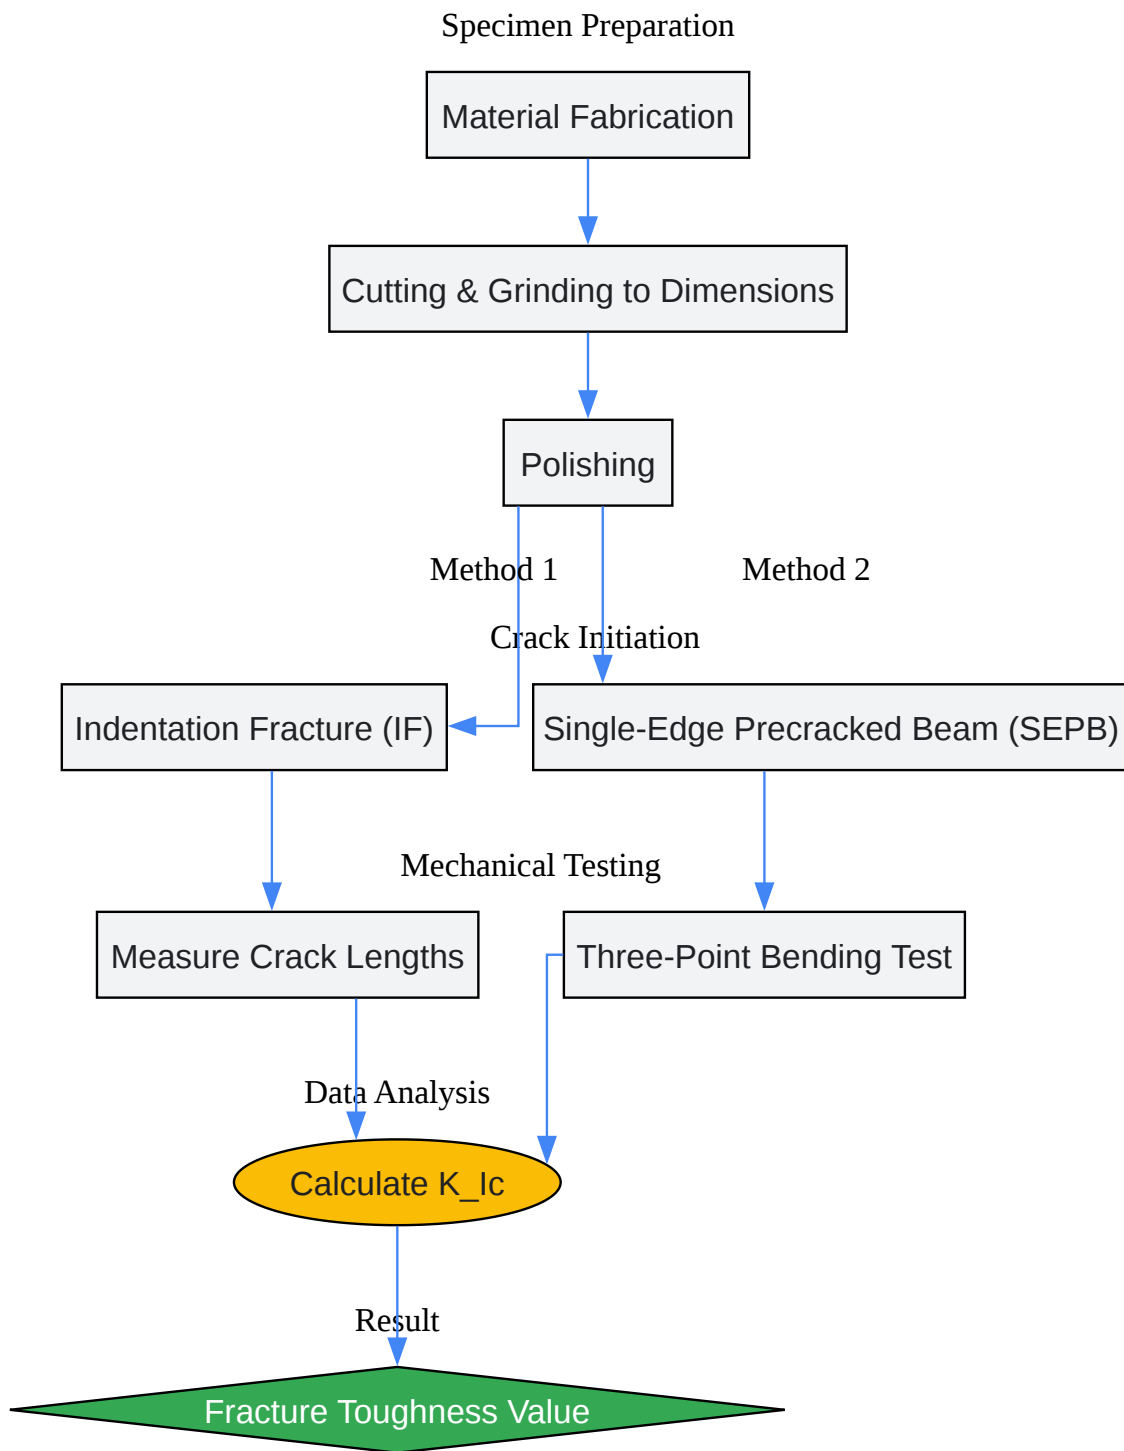 Specimen Preparation
Material Fabrication
Cutting & Grinding to Dimensions
Polishing
Method 1
Method 2
Crack Initiation
Indentation Fracture (IF)
Single-Edge Precracked Beam (SEPB)
Mechanical Testing
Measure Crack Lengths
Three-Point Bending Test
Data Analysis
Calculate K_Ic
Result
Fracture Toughness Value